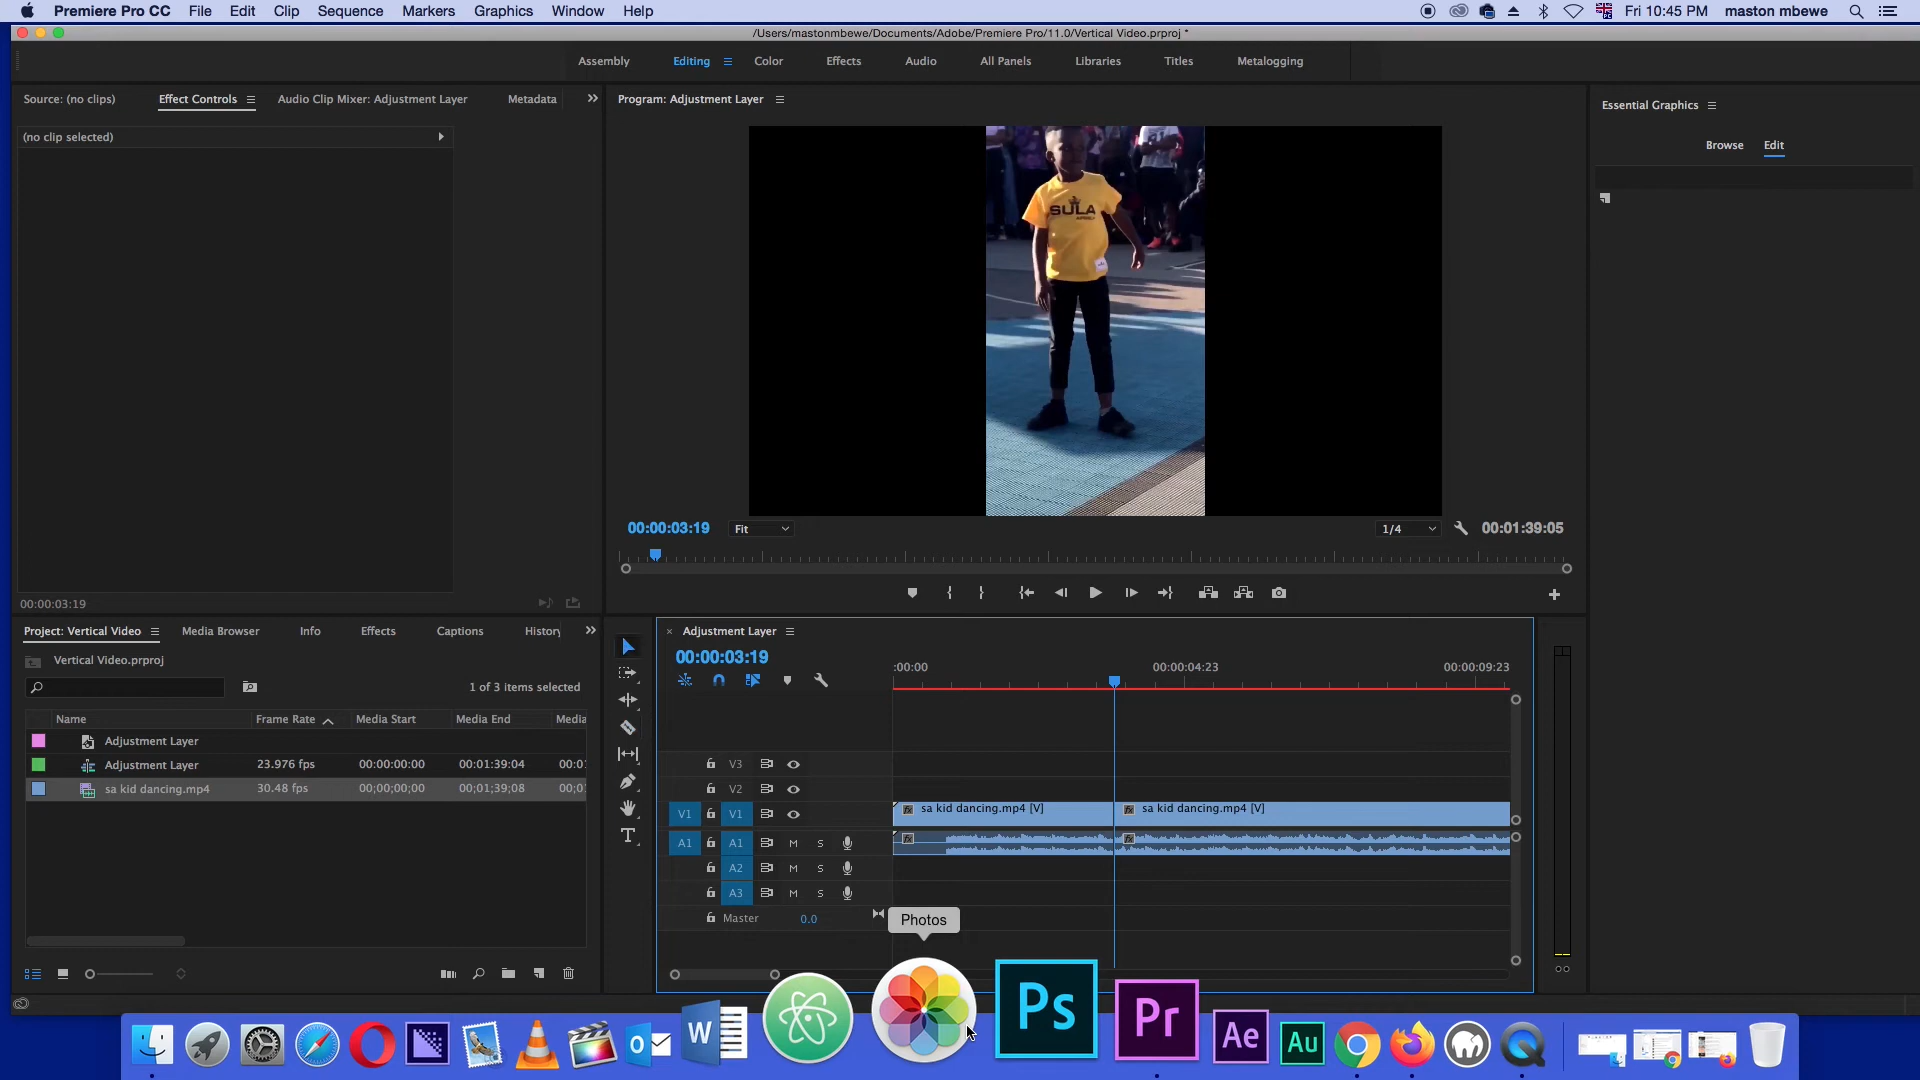 Premiere Pro CC File Edit Clip Sequence Markers Graphics Window Help Fri 10:45 PM maston mbewe
/Users/mastonmbewe/Documents/Adobe/Premiere Pro/11.0/Vertical Video.prproj *
Assembly Editing Color Effects Audio All Panels Libraries Titles Metalogging
Source: (no clips) Effect Controls Audio Clip Mixer: Adjustment Layer Metadata
Program: Adjustment Layer
Essential Graphics
(no clip selected)
Browse Edit
SULA
00:00:03:19 Fit 1/4 00:01:39:05
00:00:03:19
Project: Vertical Video Media Browser Info Effects Captions History
Vertical Video.prproj
1 of 3 items selected
Name Frame Rate Media Start Media End Media
Adjustment Layer
Adjustment Layer 23.976 fps 00:00:00:00 00:01:39:04 00:01
sa kid dancing.mp4 30.48 fps 00;00;00;00 00;01;39;08 00;01
Adjustment Layer
00:00:03:19
:00:00 00:00:04:23 00:00:09:23
V3
V2
V1 V1 sa kid dancing.mp4 [V] sa kid dancing.mp4 [V]
A1 A1 M S
A2 M S
A3 M S
Master 0.0
Photos
W O Ps Pr Ae Au